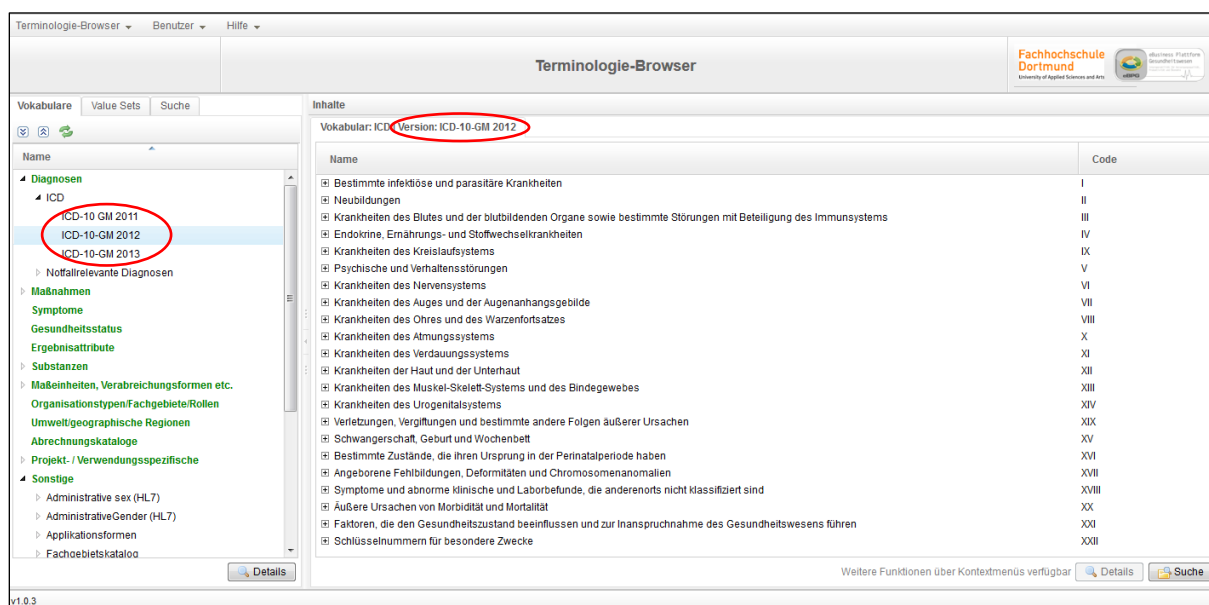 Terminologie-Browser Benutzer Hilfe
Terminologie-Browser
Fachhochschule
Dortmund
University of Applied Sciences and Arts
eBusiness Plattform
Gesundheitswesen
eBPG
Vokabulare Value Sets Suche
Name
Diagnosen
ICD
ICD-10 GM 2011
ICD-10-GM 2012
ICD-10-GM 2013
Notfallrelevante Diagnosen
Maßnahmen
Symptome
Gesundheitsstatus
Ergebnisattribute
Substanzen
Maßeinheiten, Verabreichungsformen etc.
Organisationstypen/Fachgebiete/Rollen
Umwelt/geographische Regionen
Abrechnungskataloge
Projekt- / Verwendungsspezifische
Sonstige
Administrative sex (HL7)
AdministrativeGender (HL7)
Applikationsformen
Fachgebietskatalog
Details
Inhalte
Vokabular: ICD Version: ICD-10-GM 2012
Name Code
Bestimmte infektiöse und parasitäre Krankheiten I
Neubildungen II
Krankheiten des Blutes und der blutbildenden Organe sowie bestimmte Störungen mit Beteiligung des Immunsystems III
Endokrine, Ernährungs- und Stoffwechselkrankheiten IV
Krankheiten des Kreislaufsystems IX
Psychische und Verhaltensstörungen V
Krankheiten des Nervensystems VI
Krankheiten des Auges und der Augenanhangsgebilde VII
Krankheiten des Ohres und des Warzenfortsatzes VIII
Krankheiten des Atmungssystems X
Krankheiten des Verdauungssystems XI
Krankheiten der Haut und der Unterhaut XII
Krankheiten des Muskel-Skelett-Systems und des Bindegewebes XIII
Krankheiten des Urogenitalsystems XIV
Verletzungen, Vergiftungen und bestimmte andere Folgen äußerer Ursachen XIX
Schwangerschaft, Geburt und Wochenbett XV
Bestimmte Zustände, die ihren Ursprung in der Perinatalperiode haben XVI
Angeborene Fehlbildungen, Deformitäten und Chromosomenanomalien XVII
Symptome und abnorme klinische und Laborbefunde, die anderenorts nicht klassifiziert sind XVIII
Äußere Ursachen von Morbidität und Mortalität XX
Faktoren, die den Gesundheitszustand beeinflussen und zur Inanspruchnahme des Gesundheitswesens führen XXI
Schlüsselnummern für besondere Zwecke XXII
Weitere Funktionen über Kontextmenüs verfügbar Details Suche
v1.0.3